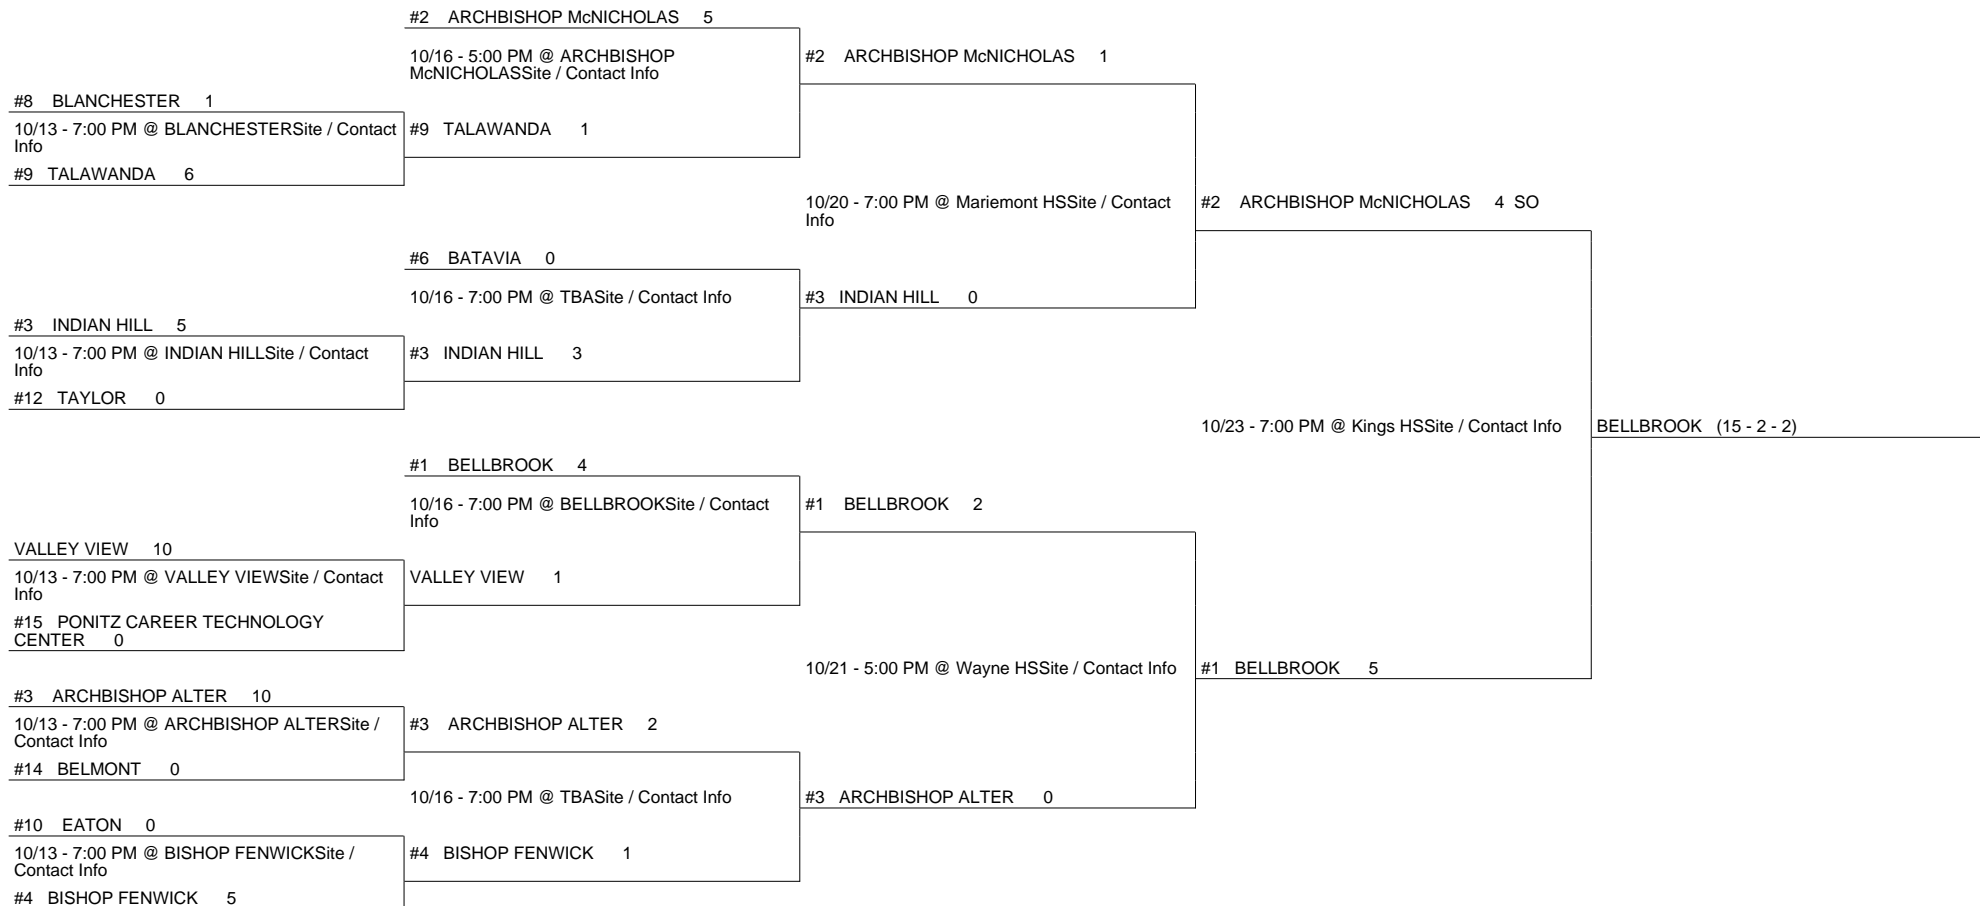 #2 ARCHBISHOP McNICHOLAS 5
10/16 - 5:00 PM @ ARCHBISHOP
McNICHOLASSite / Contact Info
#2 ARCHBISHOP McNICHOLAS 1
#8 BLANCHESTER 1
10/13 - 7:00 PM @ BLANCHESTERSite / Contact
Info
#9 TALAWANDA 1
#9 TALAWANDA 6
10/20 - 7:00 PM @ Mariemont HSSite / Contact
Info
#2 ARCHBISHOP McNICHOLAS 4 SO
#6 BATAVIA 0
10/16 - 7:00 PM @ TBASite / Contact Info
#3 INDIAN HILL 0
#3 INDIAN HILL 5
10/13 - 7:00 PM @ INDIAN HILLSite / Contact
Info
#3 INDIAN HILL 3
#12 TAYLOR 0
10/23 - 7:00 PM @ Kings HSSite / Contact Info
BELLBROOK (15 - 2 - 2)
#1 BELLBROOK 4
10/16 - 7:00 PM @ BELLBROOKSite / Contact
Info
#1 BELLBROOK 2
VALLEY VIEW 10
10/13 - 7:00 PM @ VALLEY VIEWSite / Contact
Info
VALLEY VIEW 1
#15 PONITZ CAREER TECHNOLOGY
CENTER 0
10/21 - 5:00 PM @ Wayne HSSite / Contact Info
#1 BELLBROOK 5
#3 ARCHBISHOP ALTER 10
10/13 - 7:00 PM @ ARCHBISHOP ALTERSite /
Contact Info
#3 ARCHBISHOP ALTER 2
#14 BELMONT 0
10/16 - 7:00 PM @ TBASite / Contact Info
#3 ARCHBISHOP ALTER 0
#10 EATON 0
10/13 - 7:00 PM @ BISHOP FENWICKSite /
Contact Info
#4 BISHOP FENWICK 1
#4 BISHOP FENWICK 5